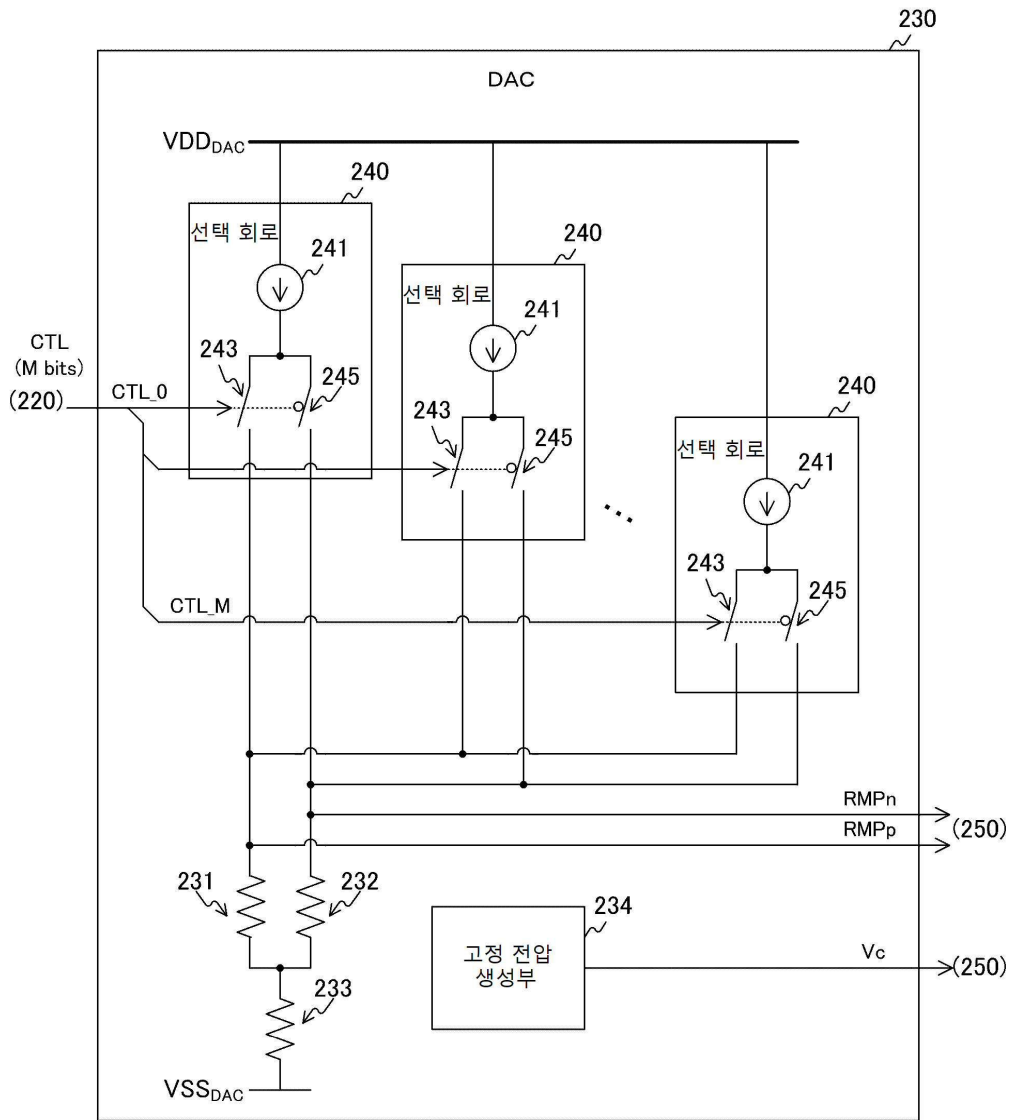 230
DAC
VDD_DAC
240
선택 회로
241
240
선택 회로
241
CTL
(M bits)
(220)
CTL_0
243
245
240
선택 회로
241
243
245
243
245
CTL_M
RMPn
RMPp
(250)
231
232
234
고정 전압
생성부
Vc
(250)
233
VSS_DAC